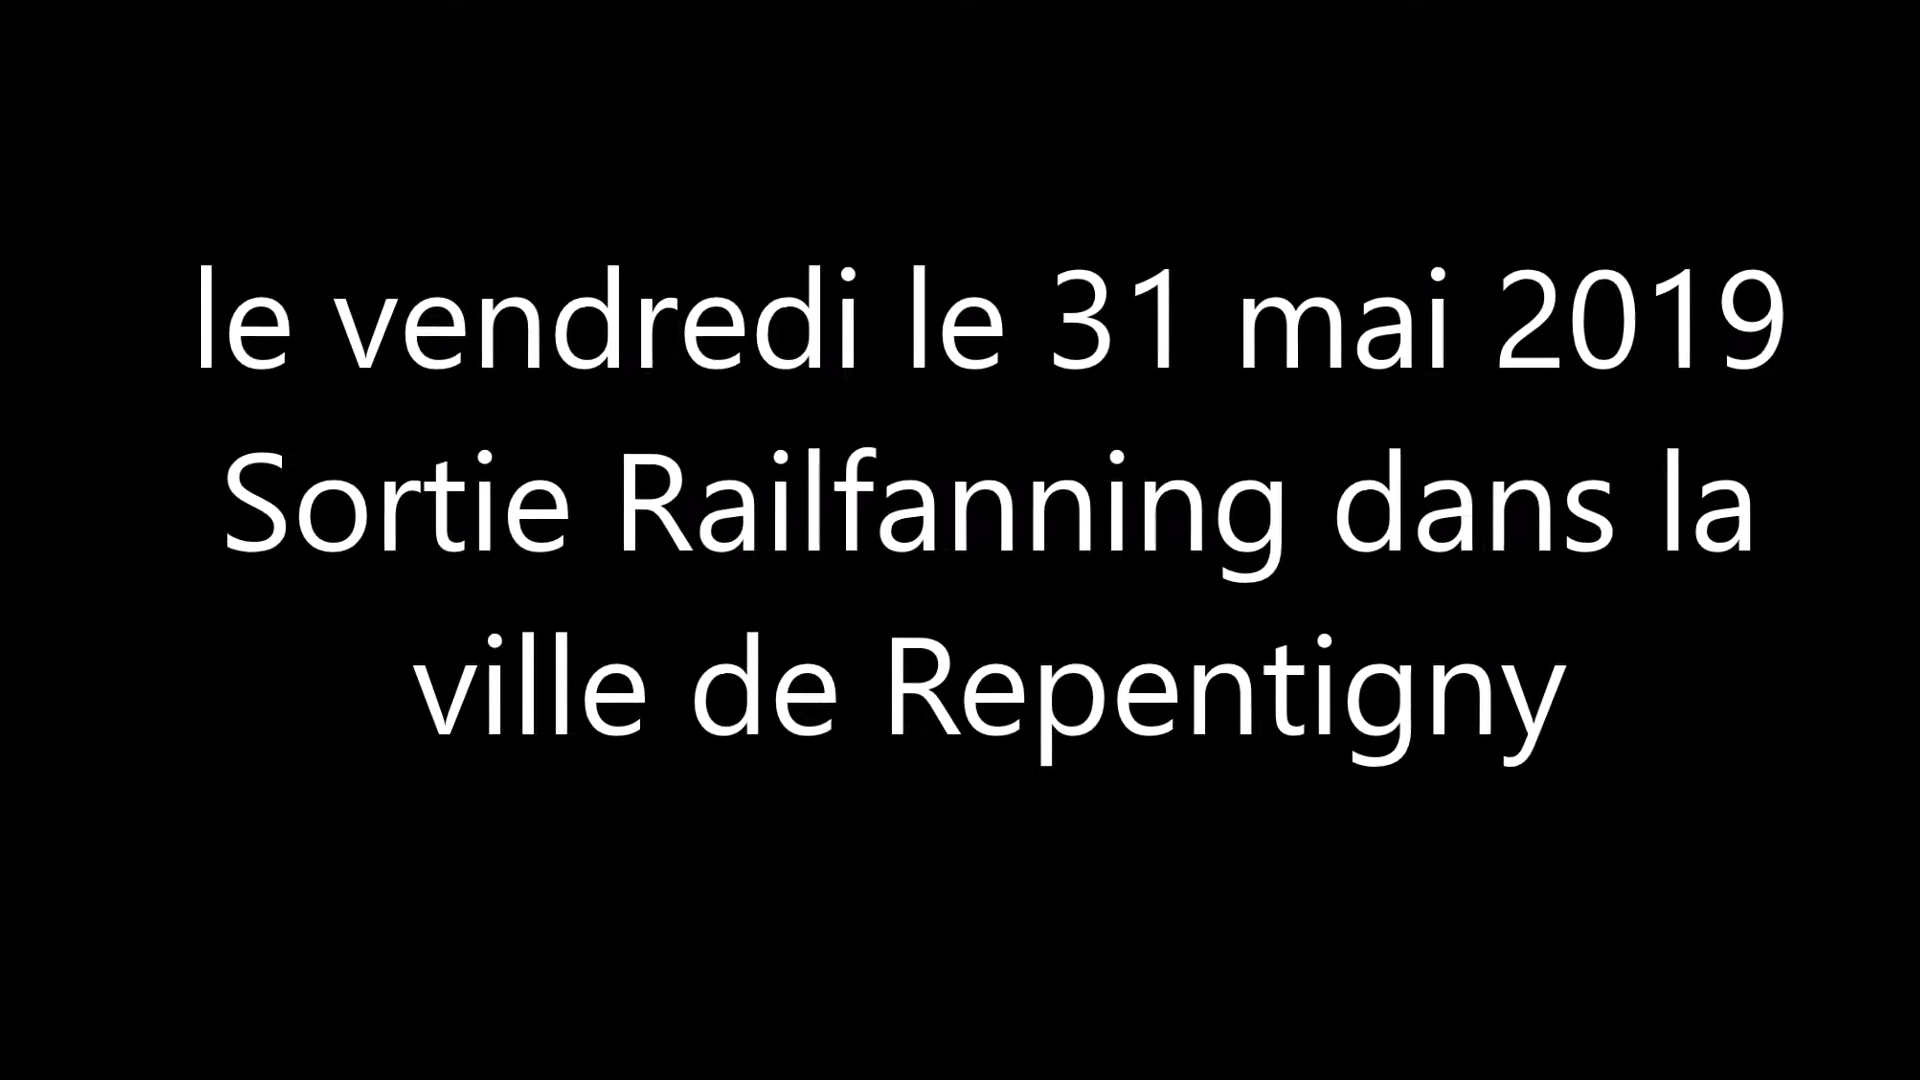 le vendredi le 31 mai 2019
Sortie Railfanning dans la
ville de Repentigny